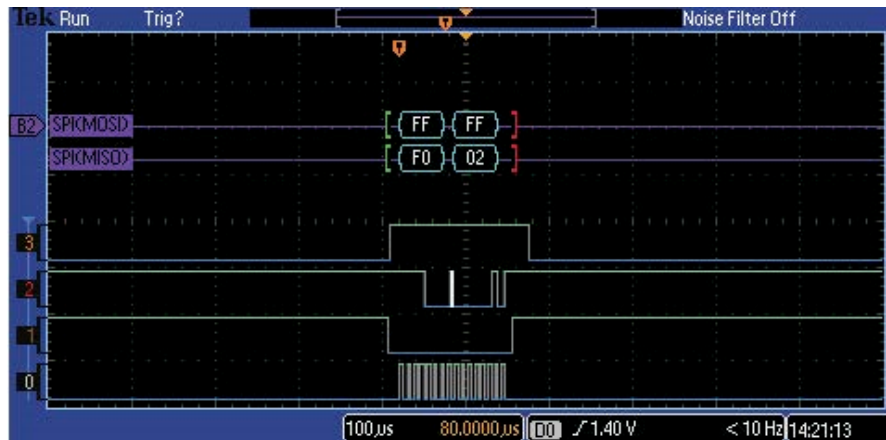 Tek Run Trig? Noise Filter Off
B2 SPI(MOSI) FF FF
SPI(MISO) F0 02
3
2
1
0
100µs 80.0000µs D0 1.40 V < 10 Hz 14:21:13